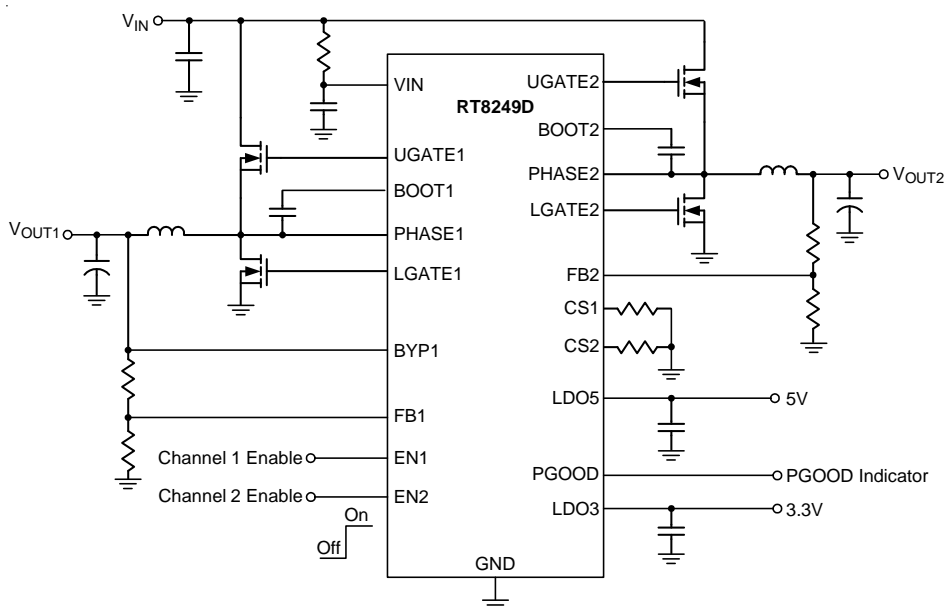 VIN
VIN
RT8249D
UGATE2
BOOT2
UGATE1
PHASE2
VOUT2
BOOT1
LGATE2
VOUT1
PHASE1
LGATE1
FB2
CS1
BYP1
CS2
LDO5
5V
FB1
Channel 1 Enable
EN1
PGOOD
PGOOD Indicator
Channel 2 Enable
EN2
LDO3
3.3V
On
Off
GND